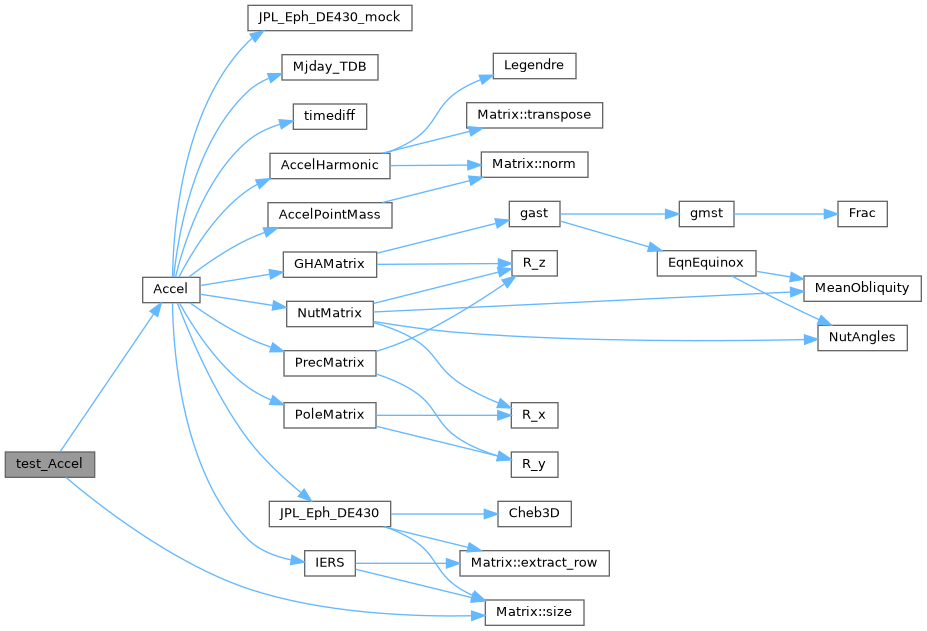 JPL_Eph_DE430_mock
Mjday_TDB
Legendre
timediff
Matrix::transpose
AccelHarmonic
Matrix::norm
AccelPointMass
gast
gmst
Frac
GHAMatrix
R_z
EqnEquinox
Accel
MeanObliquity
NutMatrix
NutAngles
PrecMatrix
PoleMatrix
R_x
test_Accel
R_y
JPL_Eph_DE430
Cheb3D
IERS
Matrix::extract_row
Matrix::size